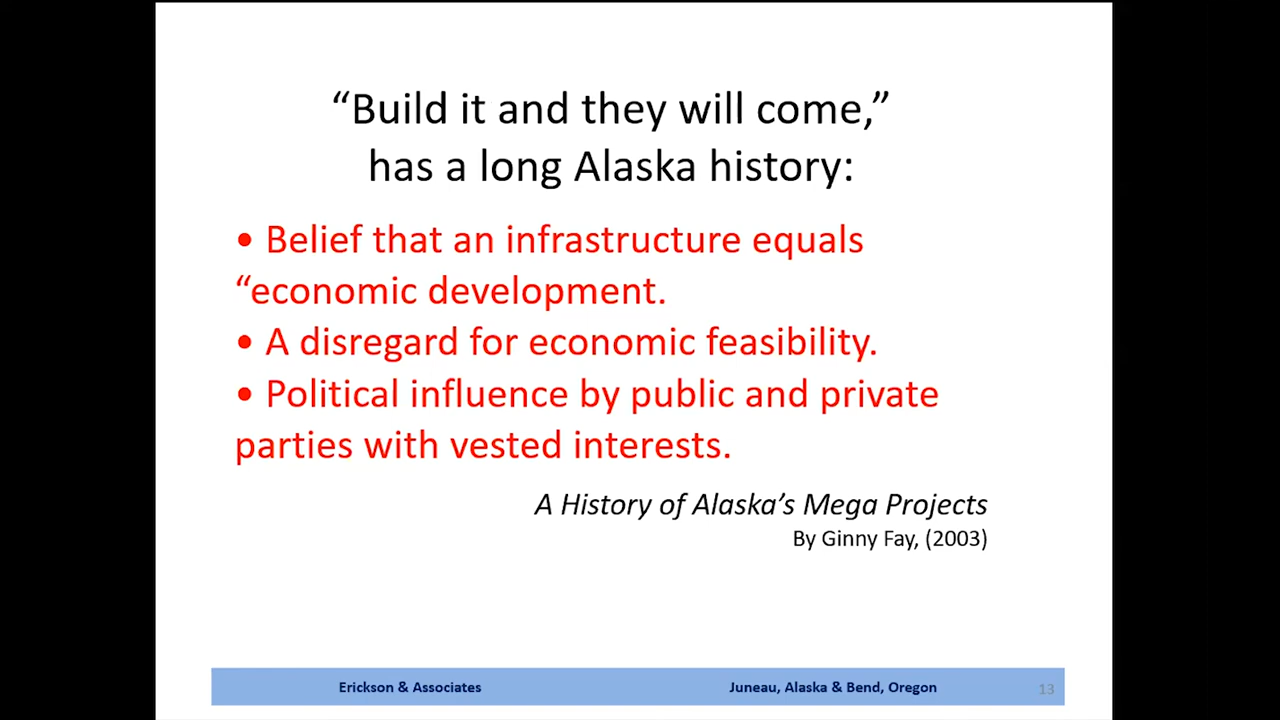 “Build it and they will come,”
has a long Alaska history:
• Belief that an infrastructure equals
“economic development.
• A disregard for economic feasibility.
• Political influence by public and private
parties with vested interests.
A History of Alaska’s Mega Projects
By Ginny Fay, (2003)
Erickson & Associates Juneau, Alaska & Bend, Oregon 13